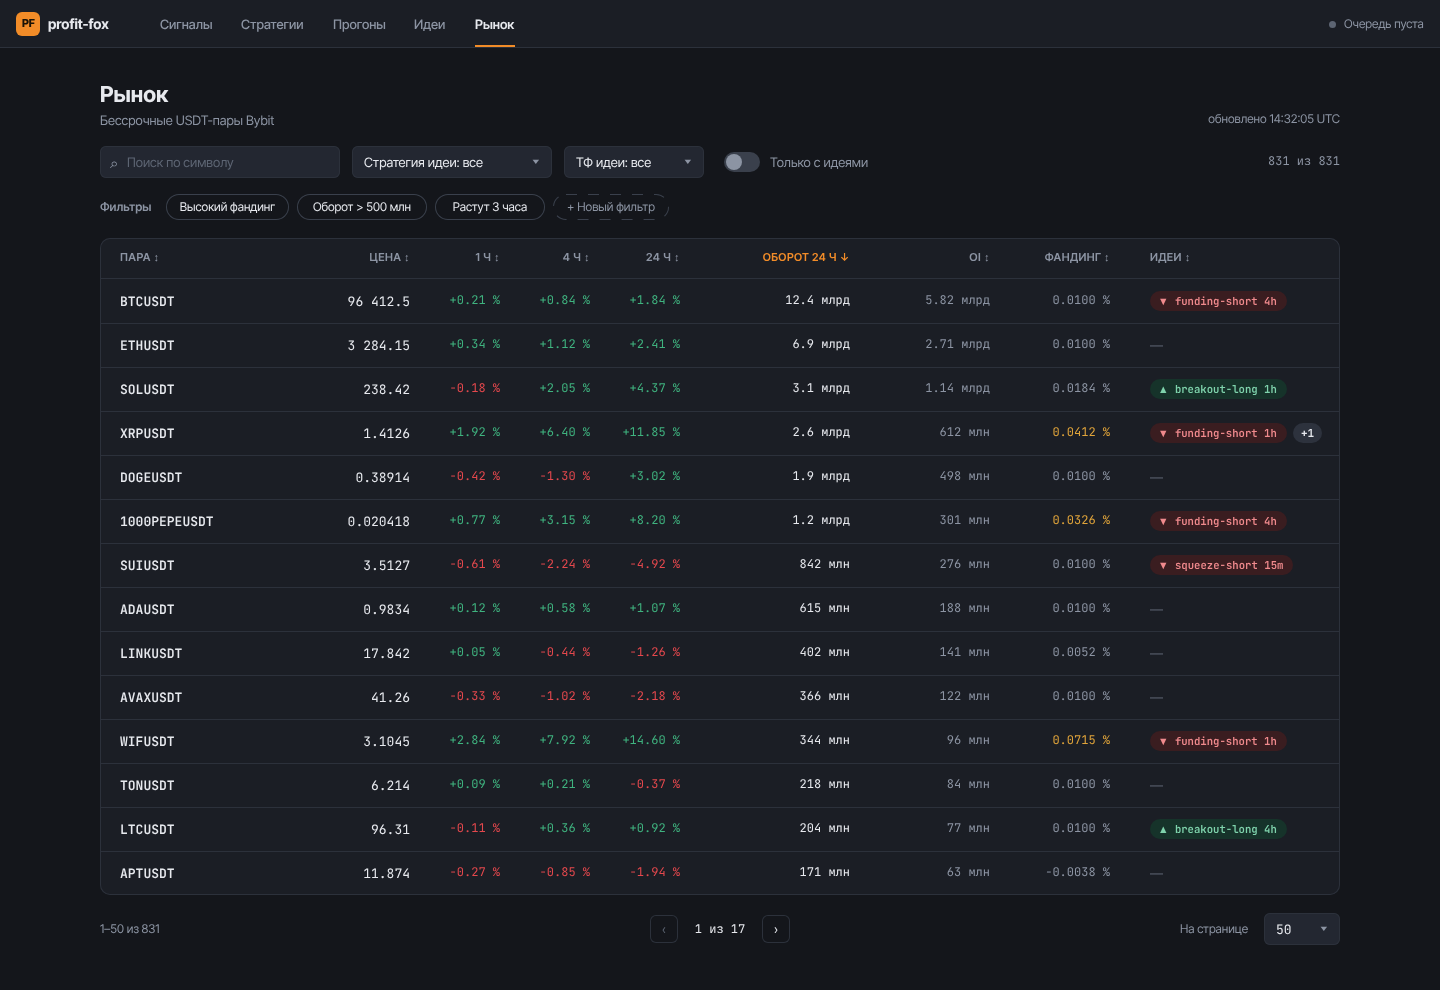 PF profit-fox Сигналы Стратегии Прогоны Идеи Рынок Очередь пуста
Рынок
Бессрочные USDT-пары Bybit обновлено 14:32:05 UTC
⌕ Поиск по символу Стратегия идеи: все ▾ ТФ идеи: все ▾ Только с идеями 831 из 831
Фильтры Высокий фандинг Оборот > 500 млн Растут 3 часа + Новый фильтр
ПАРА ↕ ЦЕНА ↕ 1 Ч ↕ 4 Ч ↕ 24 Ч ↕ ОБОРОТ 24 Ч ↓ OI ↕ ФАНДИНГ ↕ ИДЕИ ↕
BTCUSDT 96 412.5 +0.21 % +0.84 % +1.84 % 12.4 млрд 5.82 млрд 0.0100 % ▼ funding-short 4h
ETHUSDT 3 284.15 +0.34 % +1.12 % +2.41 % 6.9 млрд 2.71 млрд 0.0100 % —
SOLUSDT 238.42 -0.18 % +2.05 % +4.37 % 3.1 млрд 1.14 млрд 0.0184 % ▲ breakout-long 1h
XRPUSDT 1.4126 +1.92 % +6.40 % +11.85 % 2.6 млрд 612 млн 0.0412 % ▼ funding-short 1h +1
DOGEUSDT 0.38914 -0.42 % -1.30 % +3.02 % 1.9 млрд 498 млн 0.0100 % —
1000PEPEUSDT 0.020418 +0.77 % +3.15 % +8.20 % 1.2 млрд 301 млн 0.0326 % ▼ funding-short 4h
SUIUSDT 3.5127 -0.61 % -2.24 % -4.92 % 842 млн 276 млн 0.0100 % ▼ squeeze-short 15m
ADAUSDT 0.9834 +0.12 % +0.58 % +1.07 % 615 млн 188 млн 0.0100 % —
LINKUSDT 17.842 +0.05 % -0.44 % -1.26 % 402 млн 141 млн 0.0052 % —
AVAXUSDT 41.26 -0.33 % -1.02 % -2.18 % 366 млн 122 млн 0.0100 % —
WIFUSDT 3.1045 +2.84 % +7.92 % +14.60 % 344 млн 96 млн 0.0715 % ▼ funding-short 1h
TONUSDT 6.214 +0.09 % +0.21 % -0.37 % 218 млн 84 млн 0.0100 % —
LTCUSDT 96.31 -0.11 % +0.36 % +0.92 % 204 млн 77 млн 0.0100 % ▲ breakout-long 4h
APTUSDT 11.874 -0.27 % -0.85 % -1.94 % 171 млн 63 млн -0.0038 % —
1–50 из 831 ‹ 1 из 17 › На странице 50 ▾